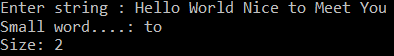 Enter string : Hello World Nice to Meet You
Small word....: to
Size: 2